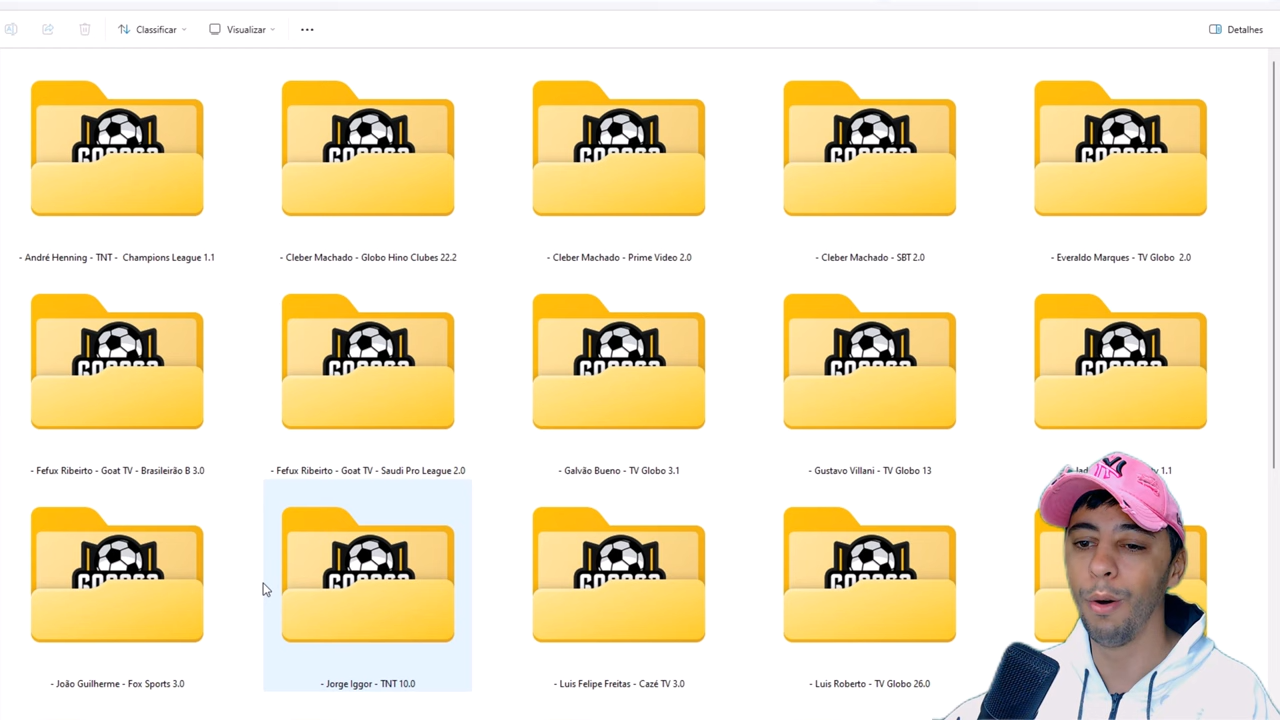 Classificar
Visualizar
Detalhes
- André Henning - TNT -  Champions League 1.1
- Cleber Machado - Globo Hino Clubes 22.2
- Cleber Machado - Prime Video 2.0
- Cleber Machado - SBT 2.0
- Everaldo Marques - TV Globo  2.0
- Fefux Ribeirto - Goat TV - Brasileirão B 3.0
- Fefux Ribeirto - Goat TV - Saudi Pro League 2.0
- Galvão Bueno - TV Globo 3.1
- Gustavo Villani - TV Globo 13
1.1
- João Guilherme - Fox Sports 3.0
- Jorge Iggor - TNT 10.0
- Luis Felipe Freitas - Cazé TV 3.0
- Luis Roberto - TV Globo 26.0